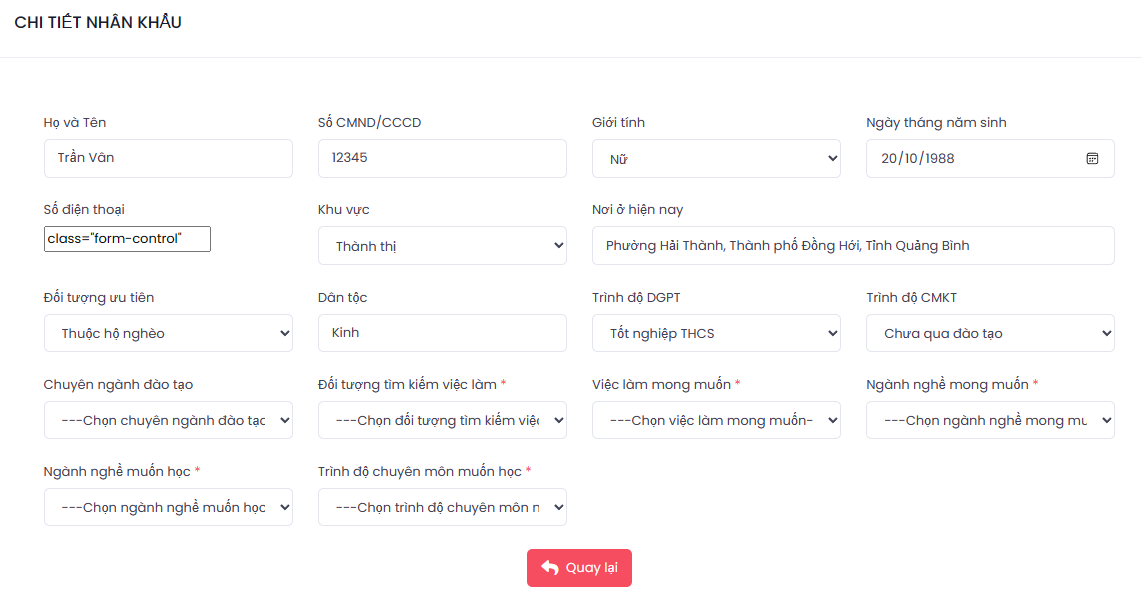 CHI TIẾT NHÂN KHẨU
Họ và Tên
Số CMND/CCCD
Giới tính
Ngày tháng năm sinh
Trần Vân
12345
Nữ
20/10/1988
Số điện thoại
Khu vực
Nơi ở hiện nay
class="form-control"
Thành thị
Phường Hải Thành, Thành phố Đồng Hới, Tỉnh Quảng Bình
Đối tượng ưu tiên
Dân tộc
Trình độ DGPT
Trình độ CMKT
Thuộc hộ nghèo
Kinh
Tốt nghiệp THCS
Chưa qua đào tạo
Chuyên ngành đào tạo
Đối tượng tìm kiếm việc làm *
Việc làm mong muốn *
Ngành nghề mong muốn *
---Chọn chuyên ngành đào tạo
---Chọn đối tượng tìm kiếm việc
---Chọn việc làm mong muốn-
---Chọn ngành nghề mong mu
Ngành nghề muốn học *
Trình độ chuyên môn muốn học *
---Chọn ngành nghề muốn học
---Chọn trình độ chuyên môn n
Quay lại